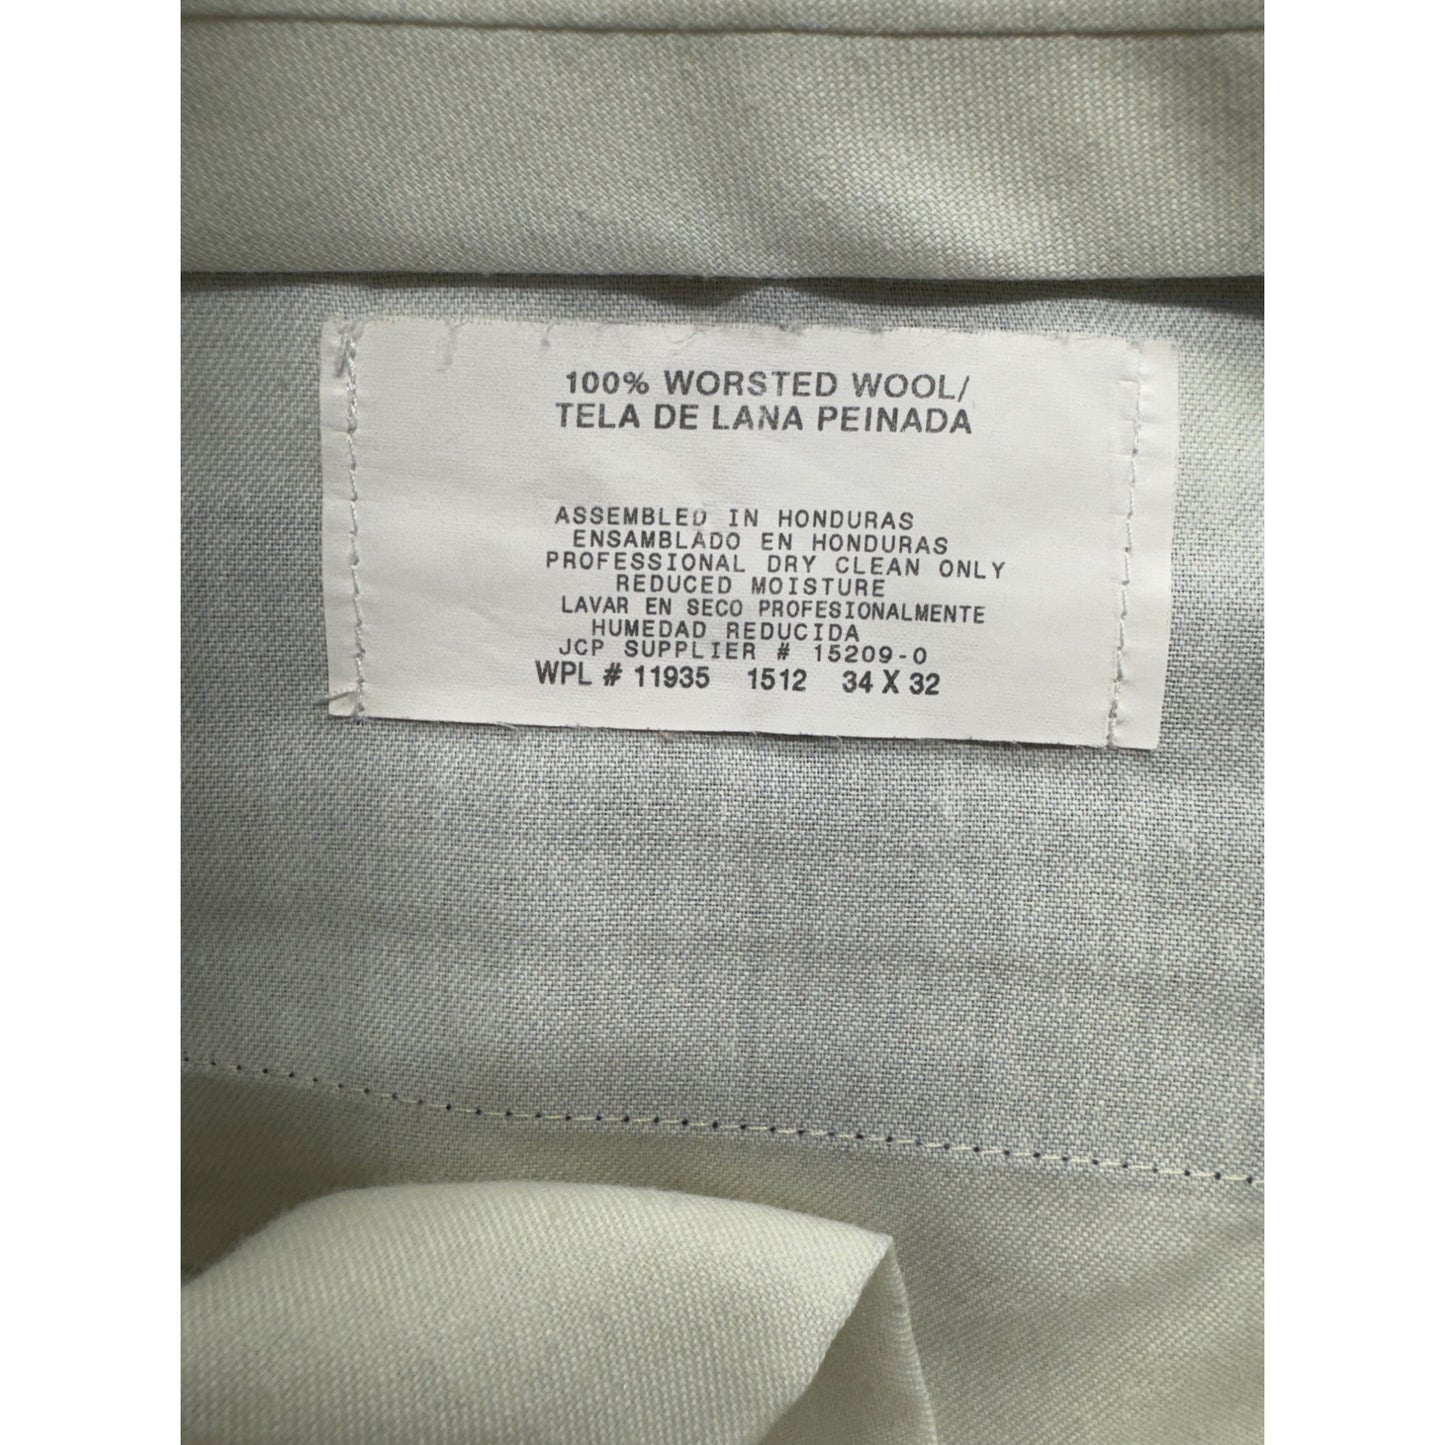 100% WORSTED WOOL/
TELA DE LANA PEINADA
ASSEMBLED IN HONDURAS
ENSAMBLADO EN HONDURAS
PROFESSIONAL DRY CLEAN ONLY
REDUCED MOISTURE
LAVAR EN SECO PROFESIONALMENTE
HUMEDAD REDUCIDA
JCP SUPPLIER # 15209-0
WPL # 11935 1512 34 X 32